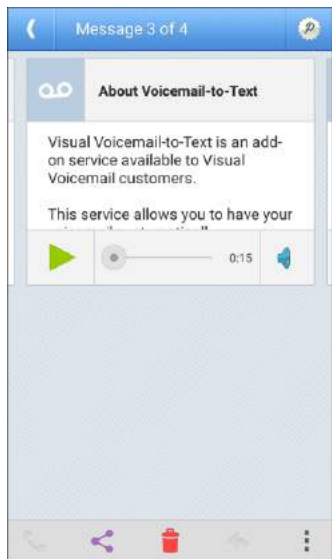 Message 3 of 4
About Voicemail-to-Text
Visual Voicemail-to-Text is an add-
on service available to Visual
Voicemail customers.
This service allows you to have your
0:15